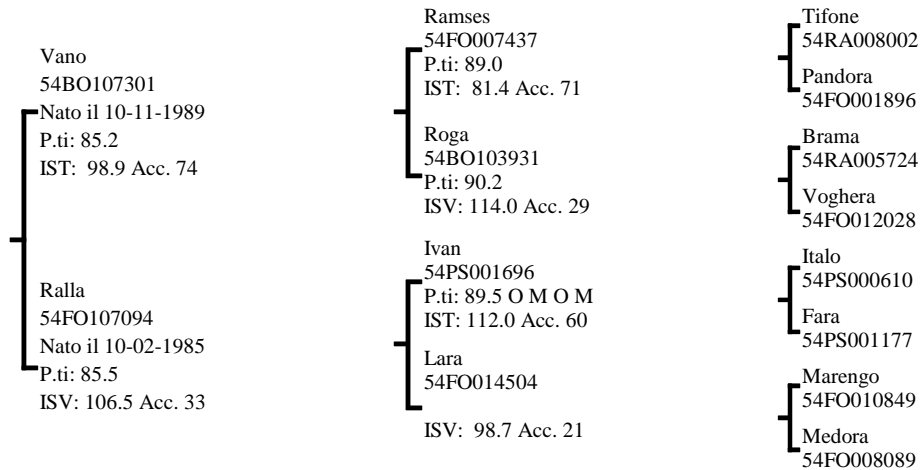 Vano
54BO107301
Nato il 10-11-1989
P.ti: 85.2
IST: 98.9 Acc. 74
Ralla
54FO107094
Nato il 10-02-1985
P.ti: 85.5
ISV: 106.5 Acc. 33
Ramses
54FO007437
P.ti: 89.0
IST: 81.4 Acc. 71
Roga
54BO103931
P.ti: 90.2
ISV: 114.0 Acc. 29
Ivan
54PS001696
P.ti: 89.5 O M O M
IST: 112.0 Acc. 60
Lara
54FO014504
ISV: 98.7 Acc. 21
Tifone
54RA008002
Pandora
54FO001896
Brama
54RA005724
Voghera
54FO012028
Italo
54PS000610
Fara
54PS001177
Marengo
54FO010849
Medora
54FO008089